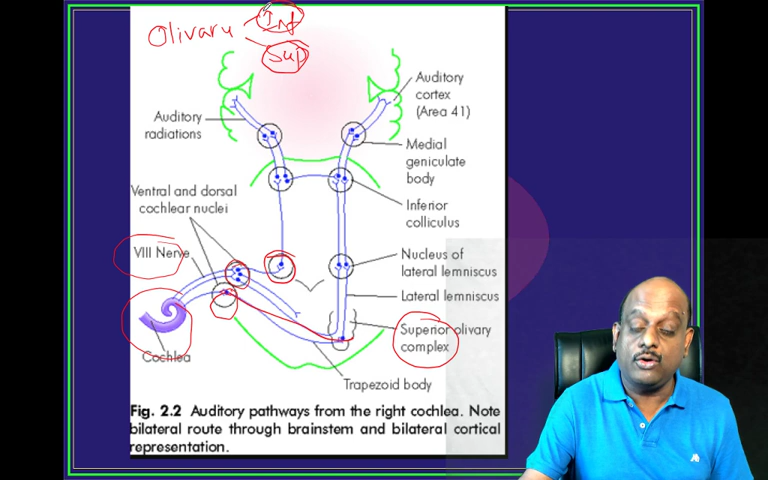 Olivary
Inf
Sup
Auditory
cortex
(Area 41)
Auditory
radiations
Medial
geniculate
body
Ventral and dorsal
cochlear nuclei
Inferior
colliculus
VIII Nerve
Nucleus of
lateral lemniscus
Lateral lemniscus
Superior olivary
complex
Cochlea
Trapezoid body
Fig. 2.2 Auditory pathways from the right cochlea. Note
bilateral route through brainstem and bilateral cortical
representation.